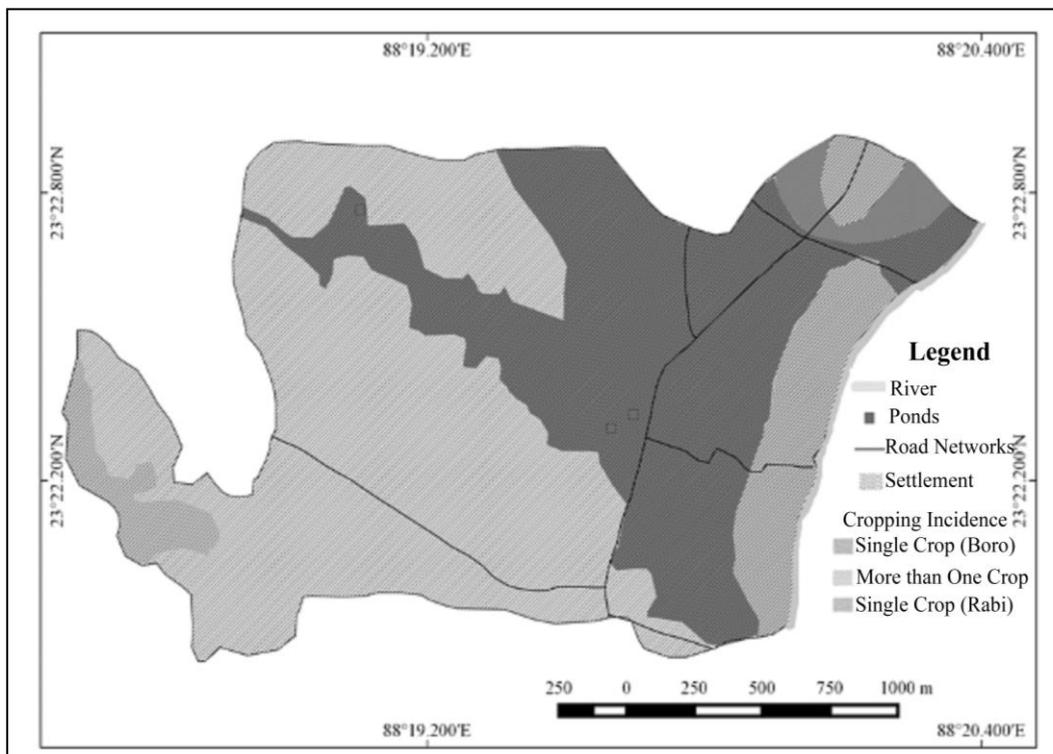 88°19.200'E
88°20.400'E
23°22.800'N
23°22.800'N
Legend
River
Ponds
Road Networks
Settlement
Cropping Incidence
Single Crop (Boro)
More than One Crop
Single Crop (Rabi)
23°22.200'N
23°22.200'N
250 0 250 500 750 1000 m
88°19.200'E
88°20.400'E